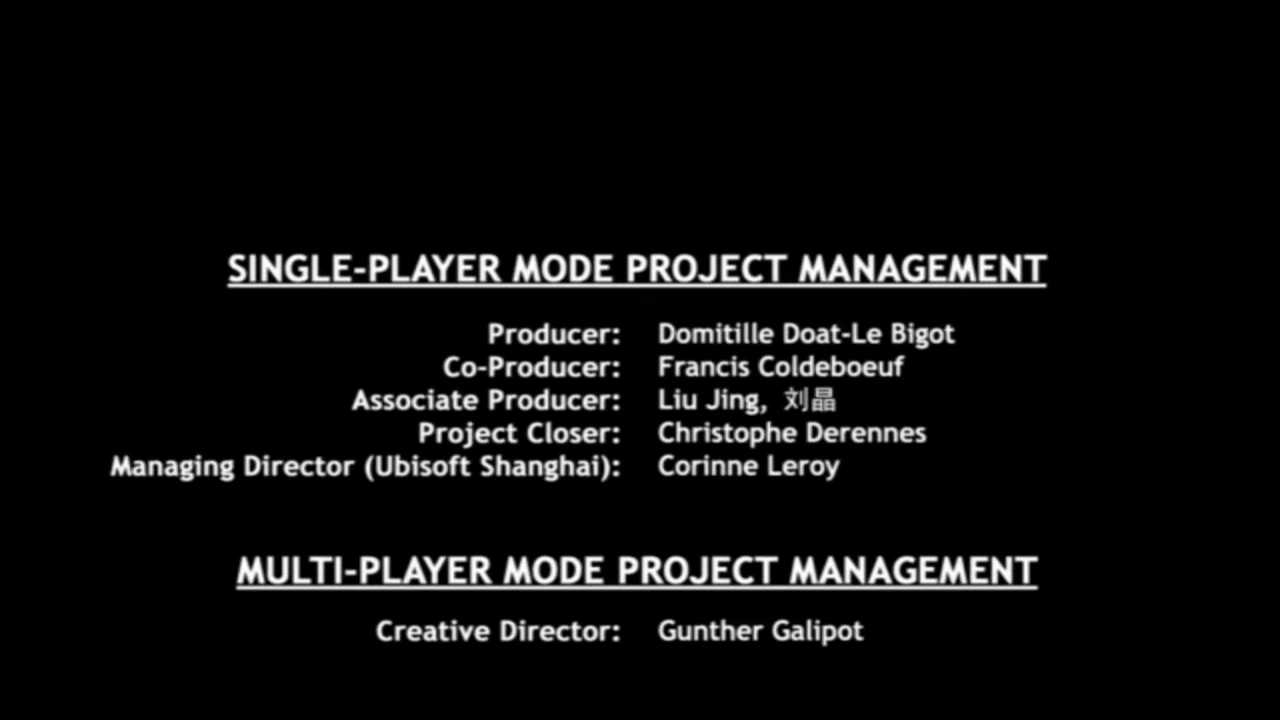 SINGLE-PLAYER MODE PROJECT MANAGEMENT
Producer: Domitille Doat-Le Bigot
Co-Producer: Francis Coldeboeuf
Associate Producer: Liu Jing, 刘晶
Project Closer: Christophe Derennes
Managing Director (Ubisoft Shanghai): Corinne Leroy
MULTI-PLAYER MODE PROJECT MANAGEMENT
Creative Director: Gunther Galipot